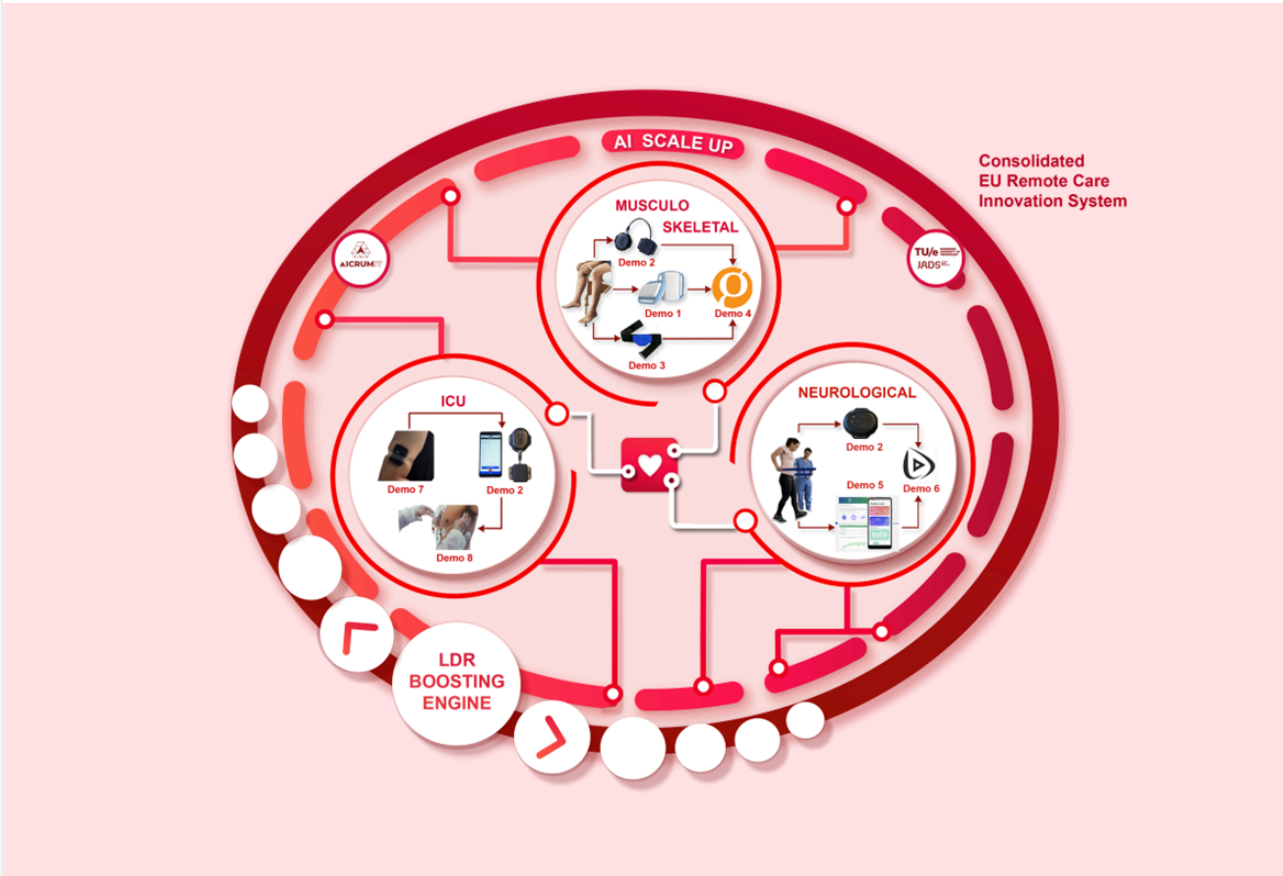 AI SCALE UP
Consolidated
EU Remote Care
Innovation System
MUSCULO
SKELETAL
Demo 2
Demo 1
Demo 4
Demo 3
AICRUMIT
TU/e
JADS
ICU
Demo 7
Demo 2
Demo 8
NEUROLOGICAL
Demo 2
Demo 5
Demo 6
LDR
BOOSTING
ENGINE